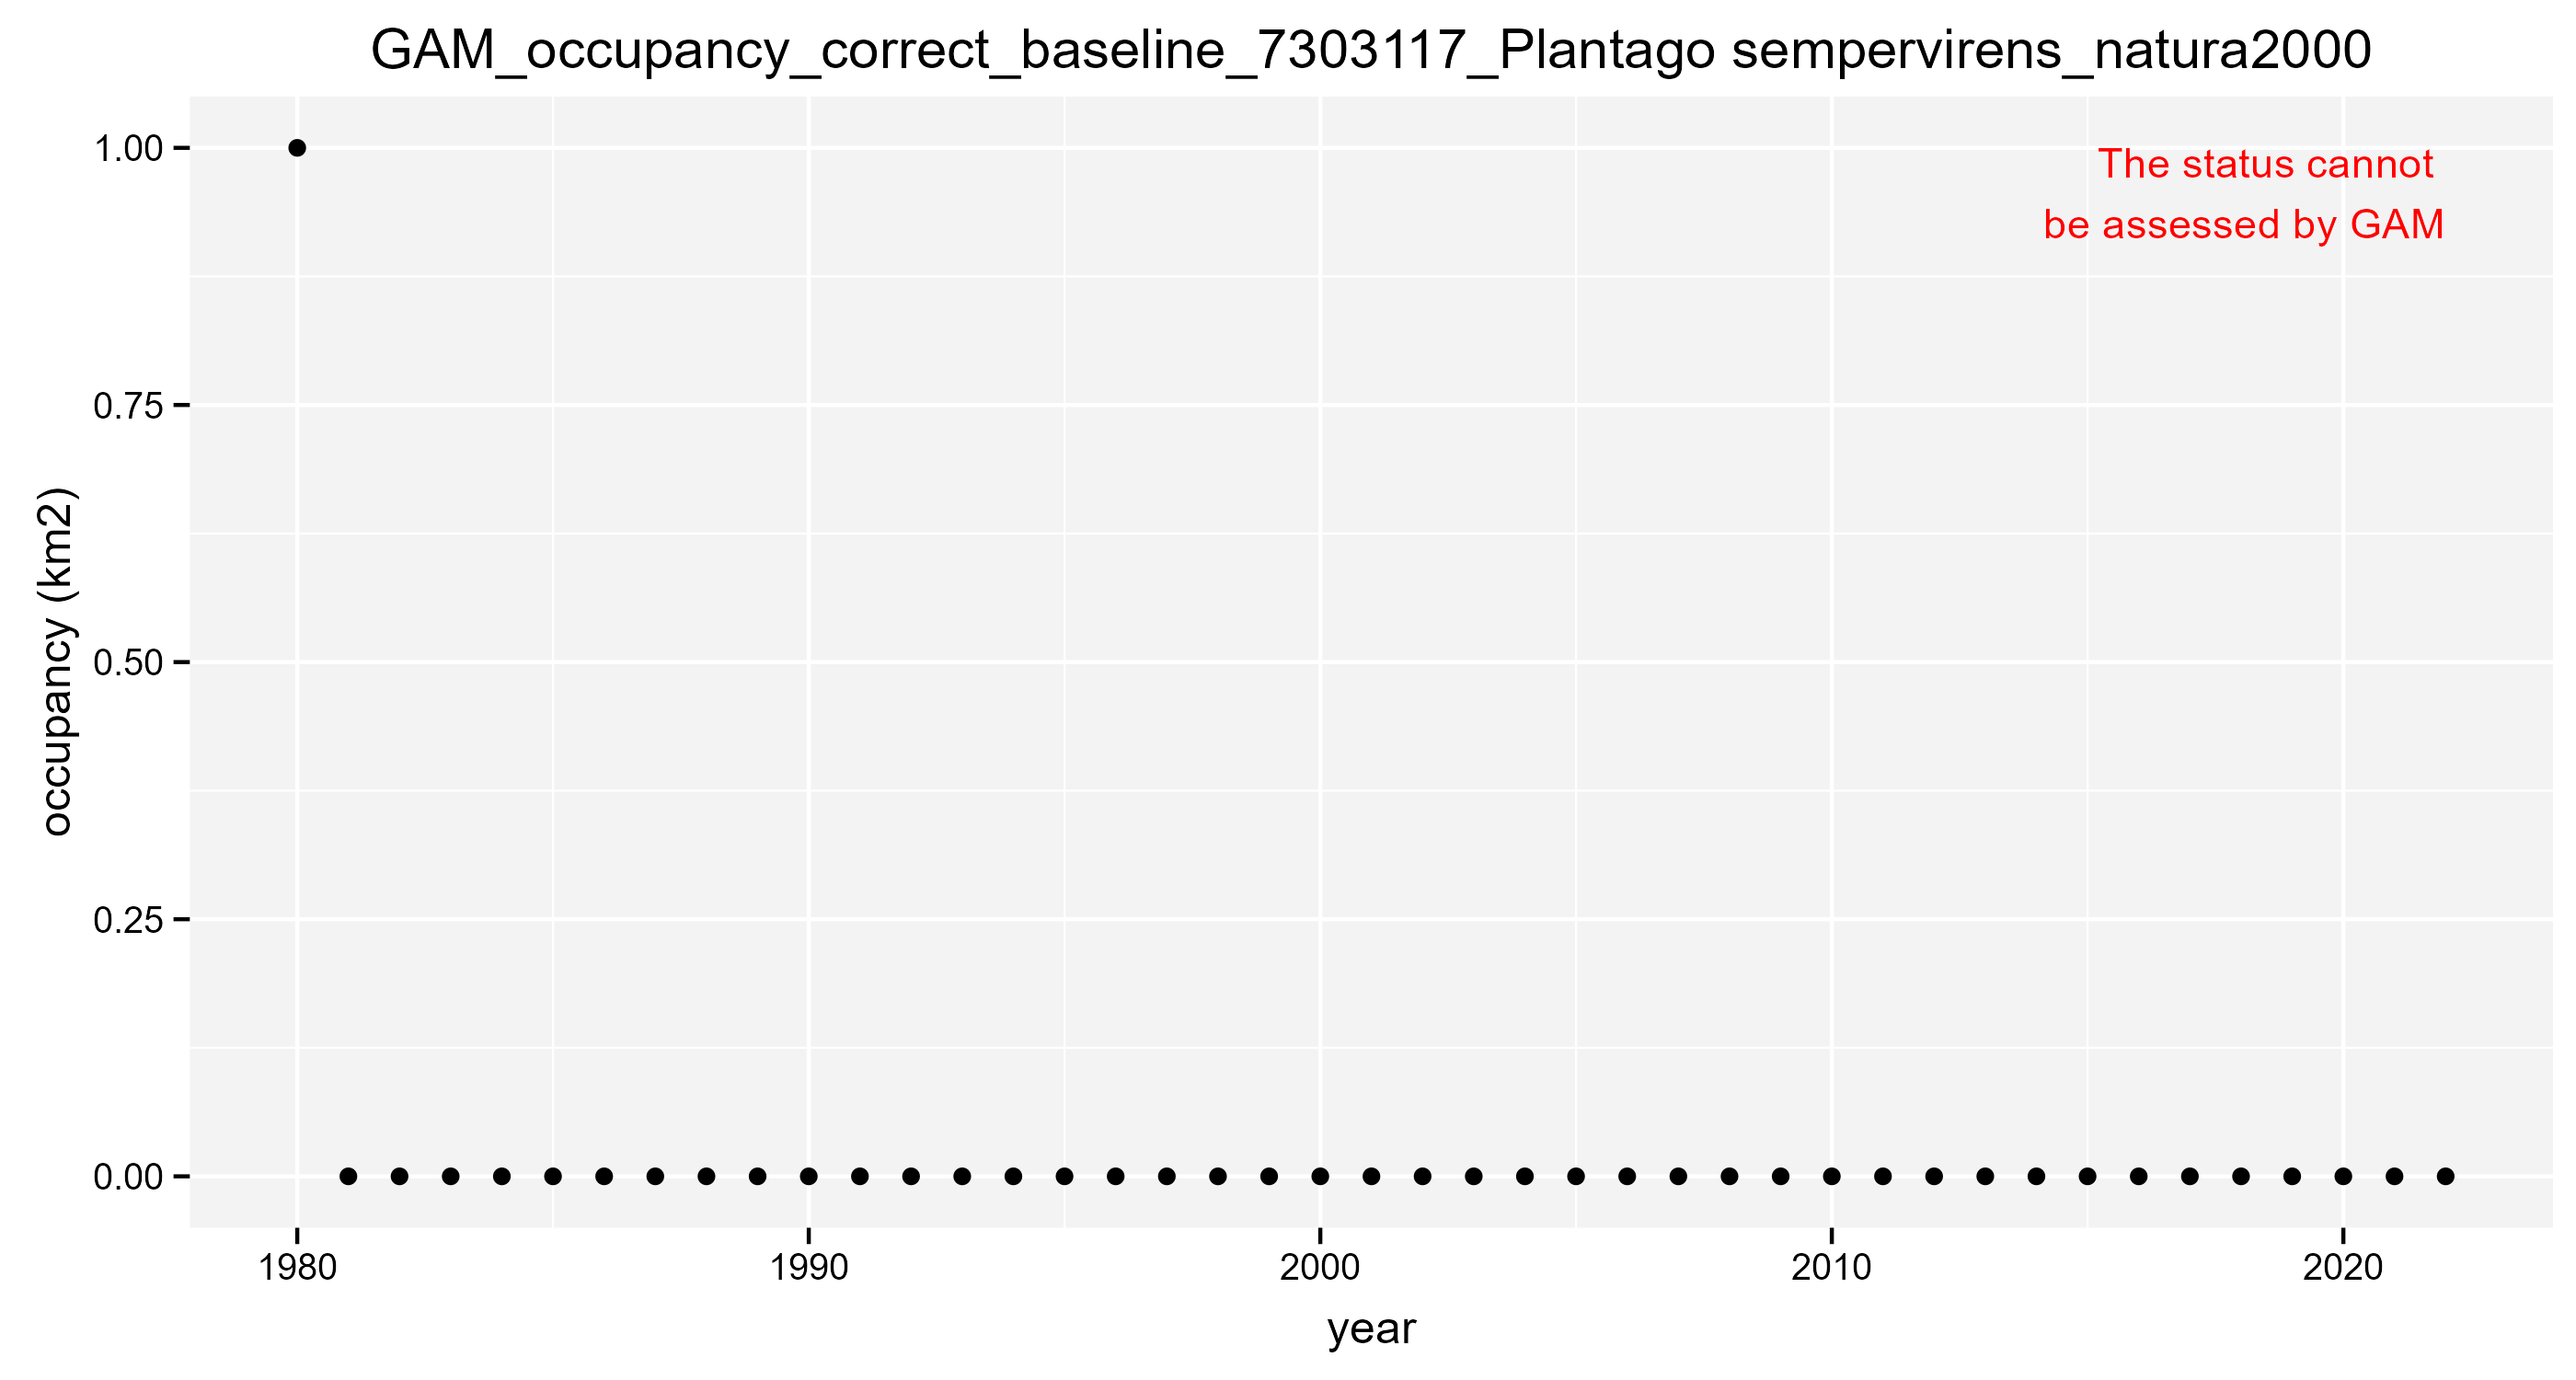 GAM_occupancy_correct_baseline_7303117_Plantago sempervirens_natura2000
The status cannot
be assessed by GAM
occupancy (km2)
1.00
0.75
0.50
0.25
0.00
1980
1990
2000
2010
2020
year